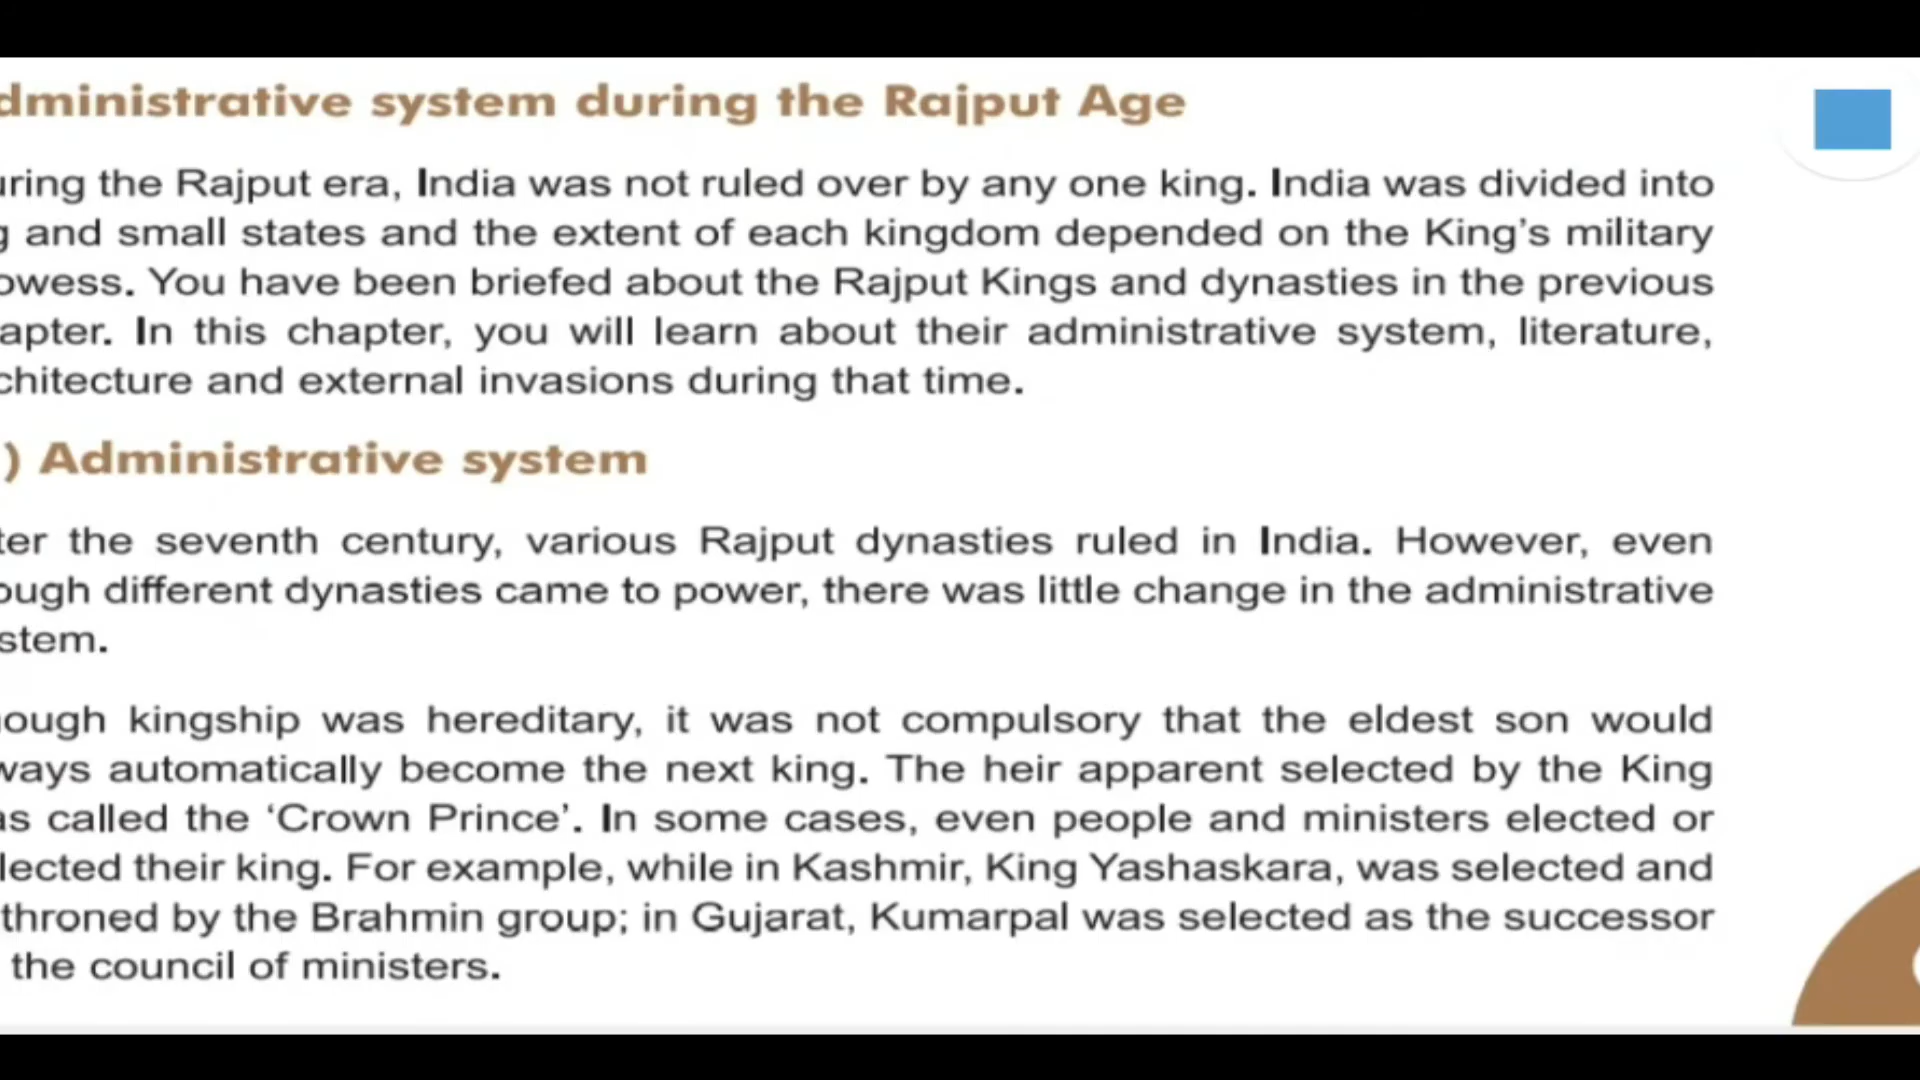 dministrative system during the Rajput Age
uring the Rajput era, India was not ruled over by any one king. India was divided into
g and small states and the extent of each kingdom depended on the King's military
owess. You have been briefed about the Rajput Kings and dynasties in the previous
apter. In this chapter, you will learn about their administrative system, literature,
chitecture and external invasions during that time.
) Administrative system
ter the seventh century, various Rajput dynasties ruled in India. However, even
ough different dynasties came to power, there was little change in the administrative
stem.
ough kingship was hereditary, it was not compulsory that the eldest son would
ways automatically become the next king. The heir apparent selected by the King
as called the ‘Crown Prince’. In some cases, even people and ministers elected or
lected their king. For example, while in Kashmir, King Yashaskara, was selected and
throned by the Brahmin group; in Gujarat, Kumarpal was selected as the successor
the council of ministers.